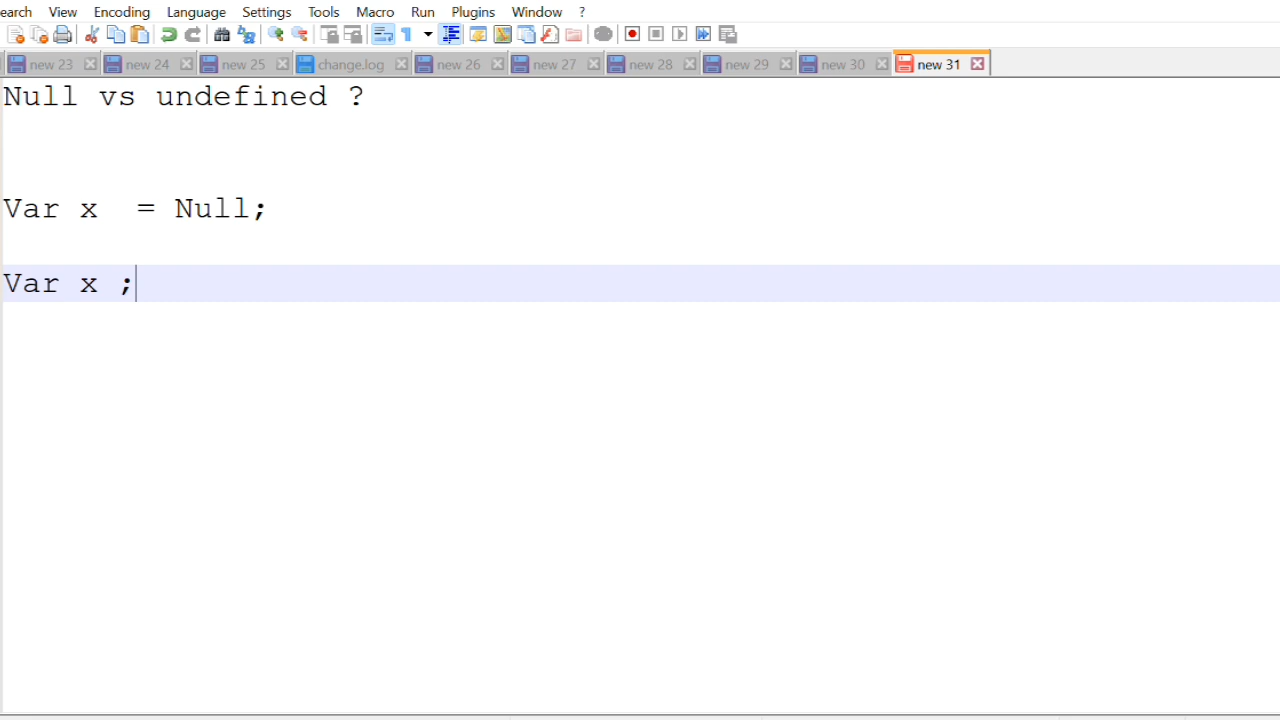 earch View Encoding Language Settings Tools Macro Run Plugins Window ?
new 23 new 24 new 25 change.log new 26 new 27 new 28 new 29 new 30 new 31
Null vs undefined ?
Var x  = Null;
Var x ;